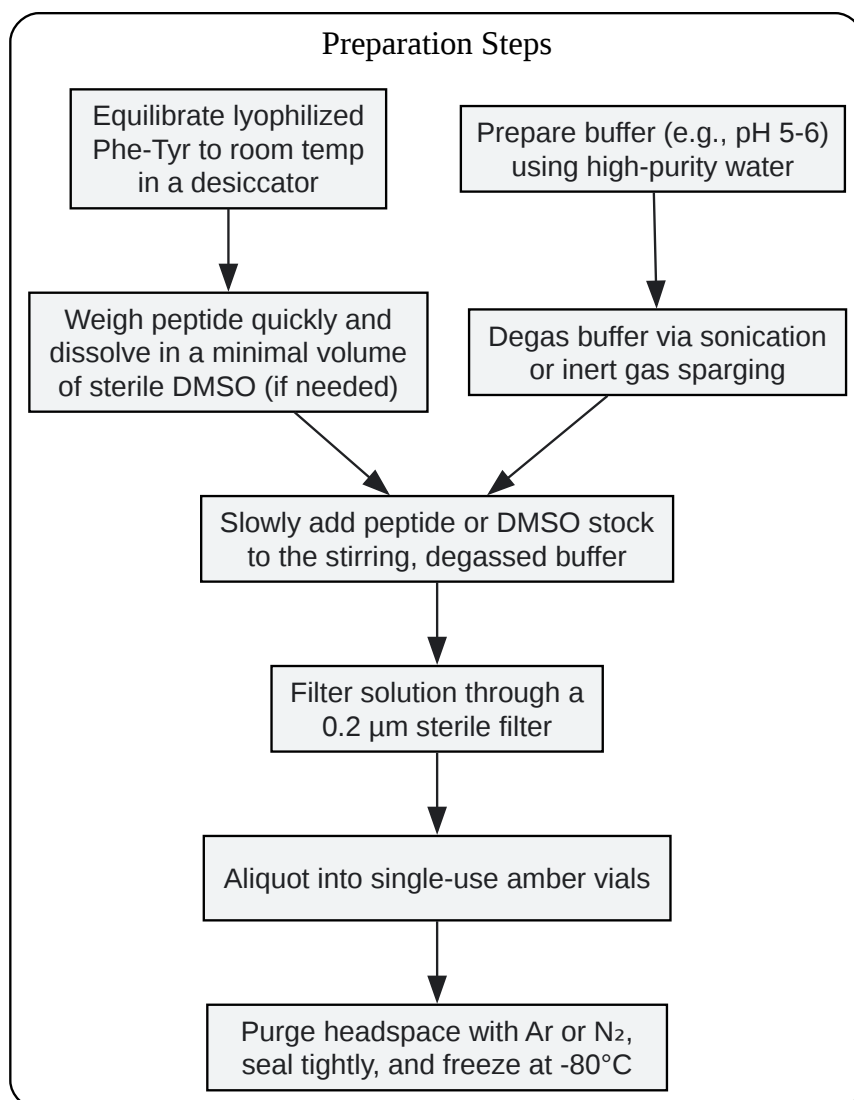 Preparation Steps
Equilibrate lyophilized
Phe-Tyr to room temp
in a desiccator
Prepare buffer (e.g., pH 5-6)
using high-purity water
Weigh peptide quickly and
dissolve in a minimal volume
of sterile DMSO (if needed)
Degas buffer via sonication
or inert gas sparging
Slowly add peptide or DMSO stock
to the stirring, degassed buffer
Filter solution through a
0.2 µm sterile filter
Aliquot into single-use amber vials
Purge headspace with Ar or N₂,
seal tightly, and freeze at -80°C